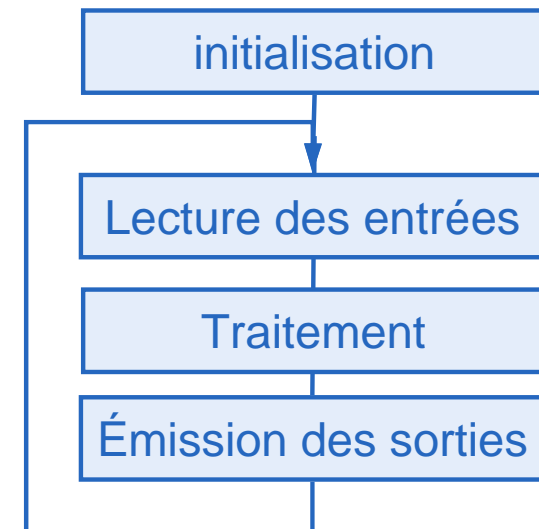 initialisation
Lecture des entrées
Traitement
Émission des sorties